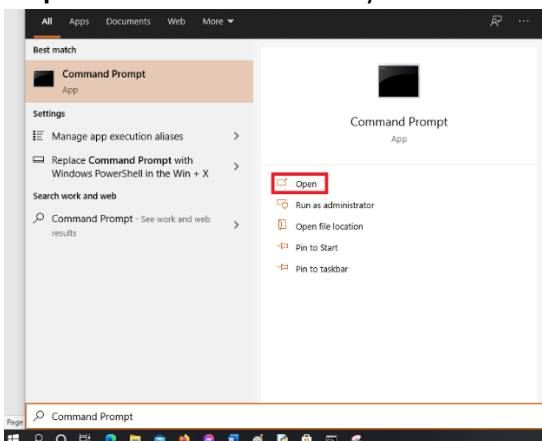 All Apps Documents Web More
Best match
Command Prompt
App
Settings
Manage app execution aliases
Replace Command Prompt with
Windows PowerShell in the Win + X
Search work and web
Command Prompt - See work and web
results
Command Prompt
App
Open
Run as administrator
Open file location
Pin to Start
Pin to taskbar
Page
Command Prompt